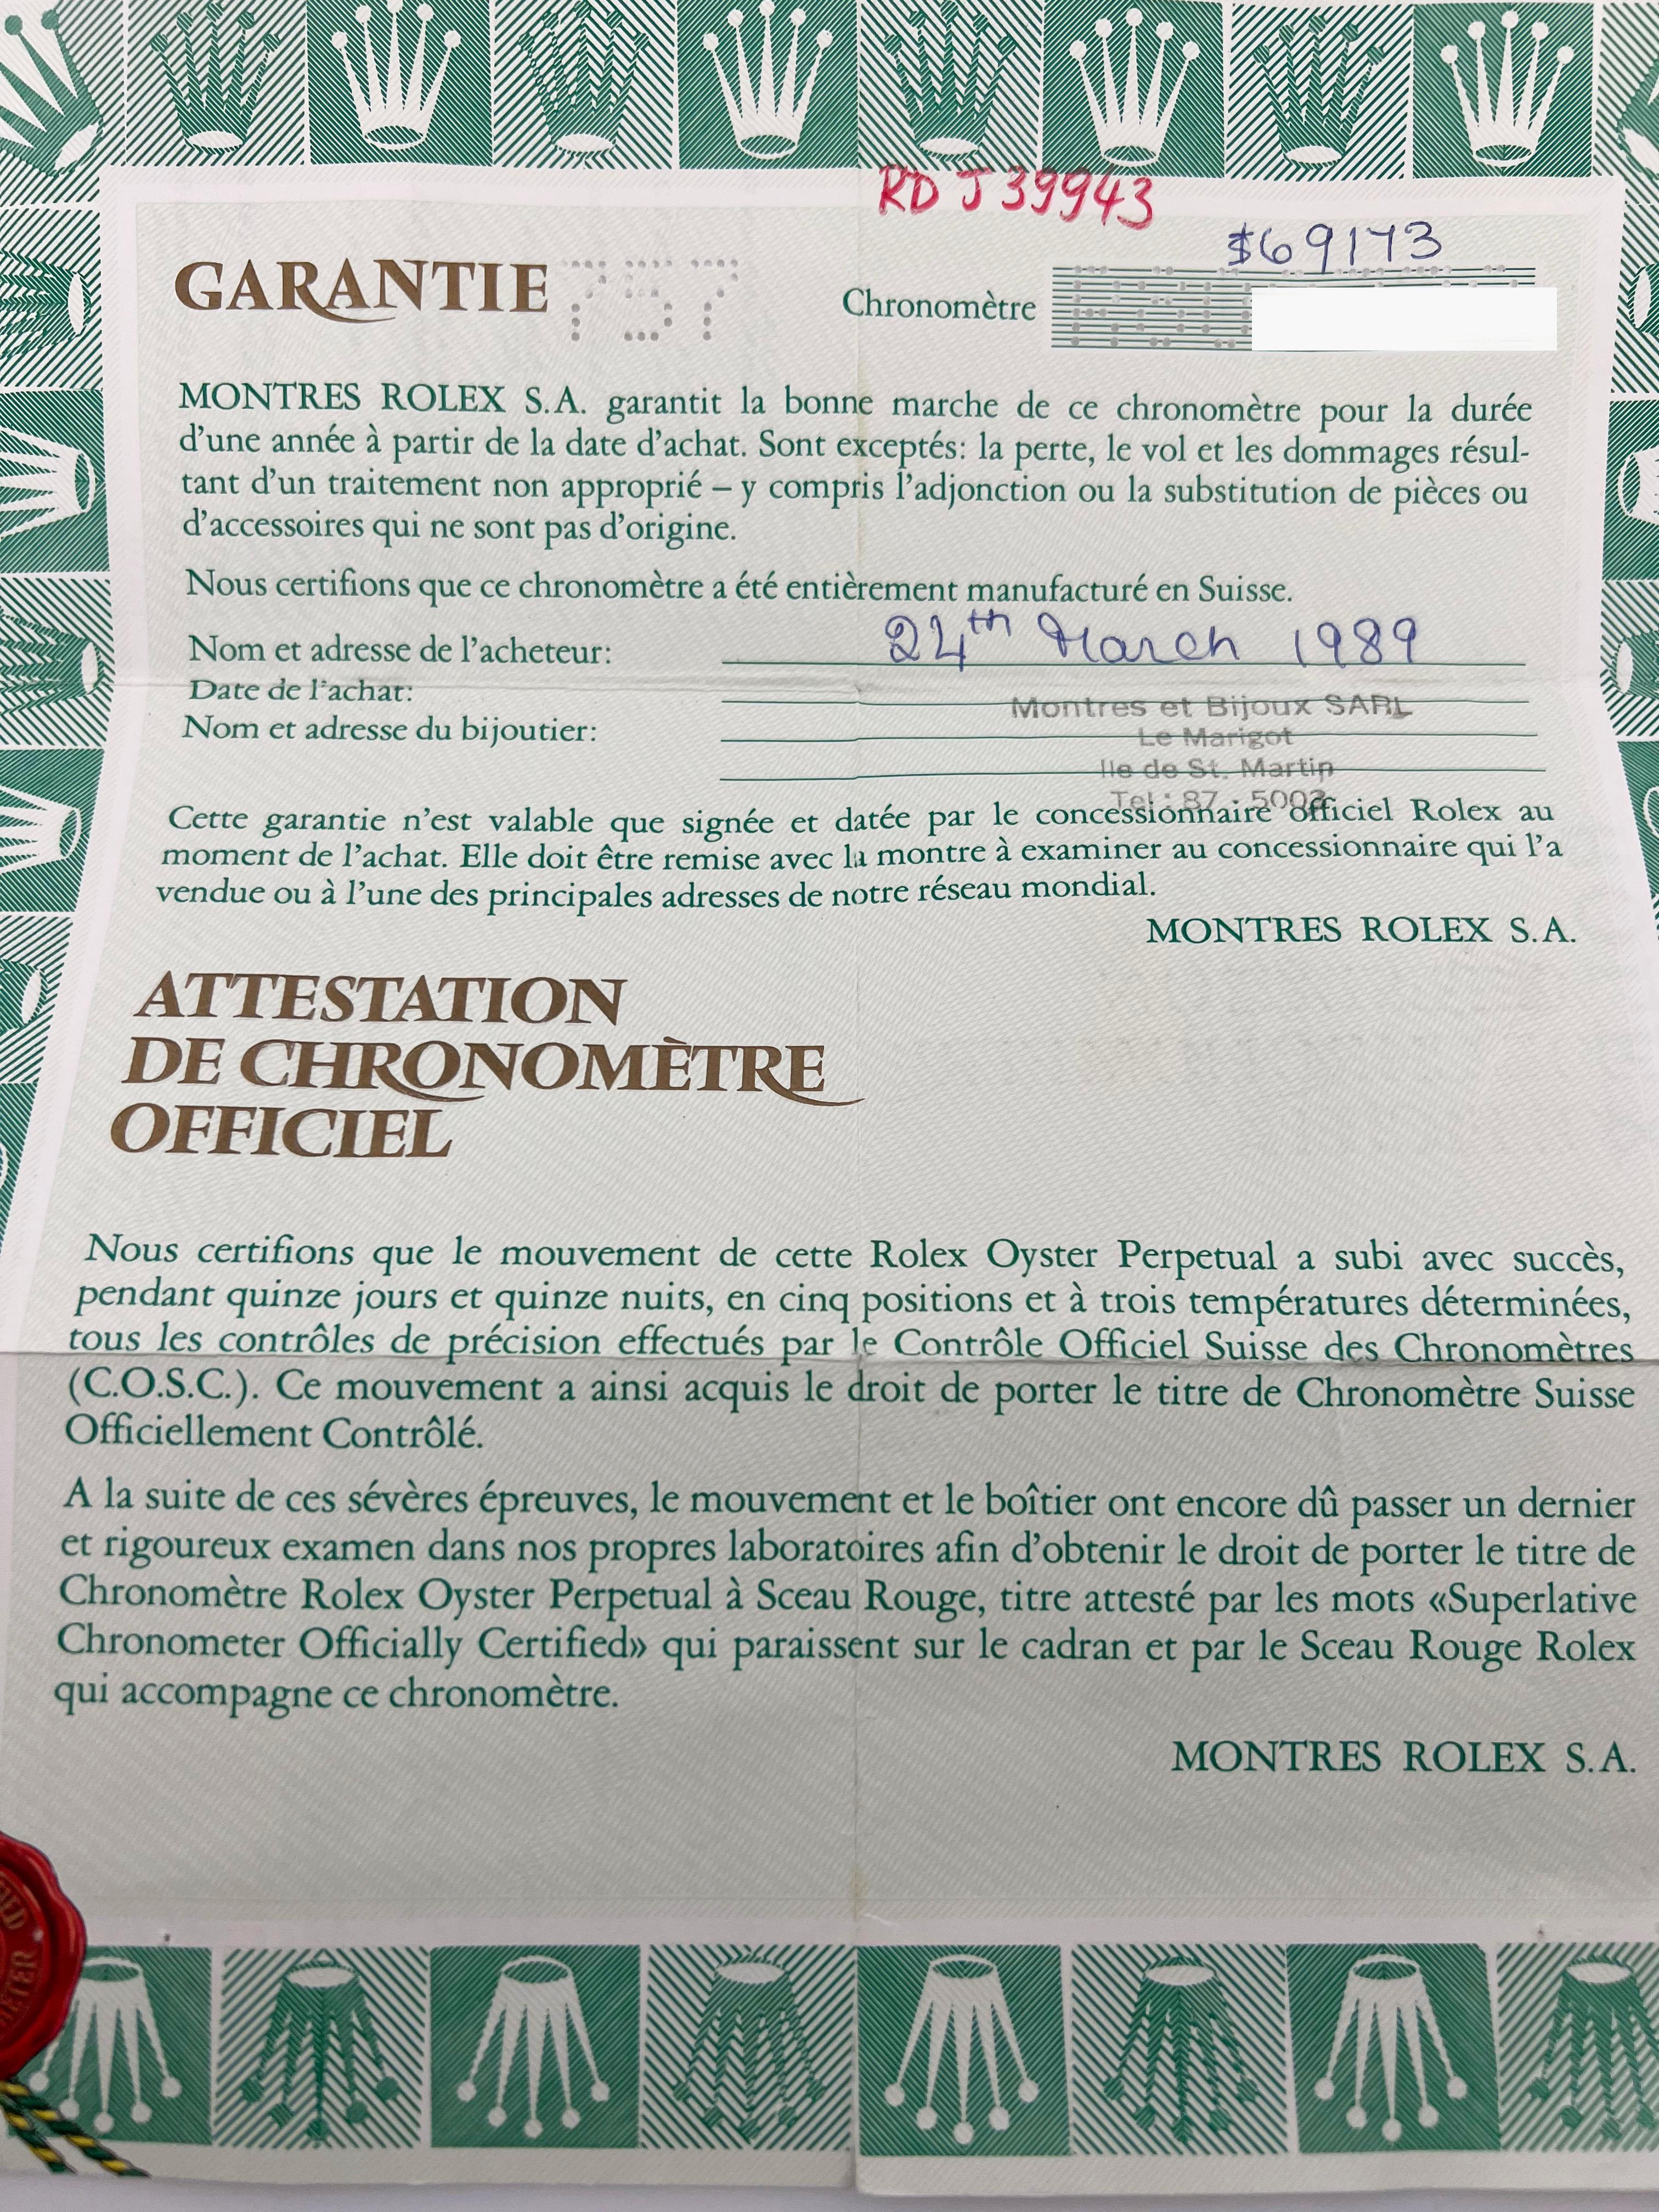 RD J 39943
$69173
GARANTIE 757
Chronomètre
MONTRES ROLEX S.A. garantit la bonne marche de ce chronomètre pour la durée
d'une année à partir de la date d'achat. Sont exceptés: la perte, le vol et les dommages résul-
tant d'un traitement non approprié – y compris l'adjonction ou la substitution de pièces ou
d'accessoires qui ne sont pas d'origine.
Nous certifions que ce chronomètre a été entièrement manufacturé en Suisse.
Nom et adresse de l'acheteur: 24th March 1989
Date de l'achat:
Montres et Bijoux SARL
Nom et adresse du bijoutier:
Le Marigot
Ile de St. Martin
Tel : 87 - 5003
Cette garantie n'est valable que signée et datée par le concessionnaire officiel Rolex au
moment de l'achat. Elle doit être remise avec la montre à examiner au concessionnaire qui l'a
vendue ou à l'une des principales adresses de notre réseau mondial.
MONTRES ROLEX S.A.
ATTESTATION
DE CHRONOMÈTRE
OFFICIEL
Nous certifions que le mouvement de cette Rolex Oyster Perpetual a subi avec succès,
pendant quinze jours et quinze nuits, en cinq positions et à trois températures déterminées,
tous les contrôles de précision effectués par le Contrôle Officiel Suisse des Chronomètres
(C.O.S.C.). Ce mouvement a ainsi acquis le droit de porter le titre de Chronomètre Suisse
Officiellement Contrôlé.
A la suite de ces sévères épreuves, le mouvement et le boîtier ont encore dû passer un dernier
et rigoureux examen dans nos propres laboratoires afin d'obtenir le droit de porter le titre de
Chronomètre Rolex Oyster Perpetual à Sceau Rouge, titre attesté par les mots «Superlative
Chronometer Officially Certified» qui paraissent sur le cadran et par le Sceau Rouge Rolex
qui accompagne ce chronomètre.
MONTRES ROLEX S.A.